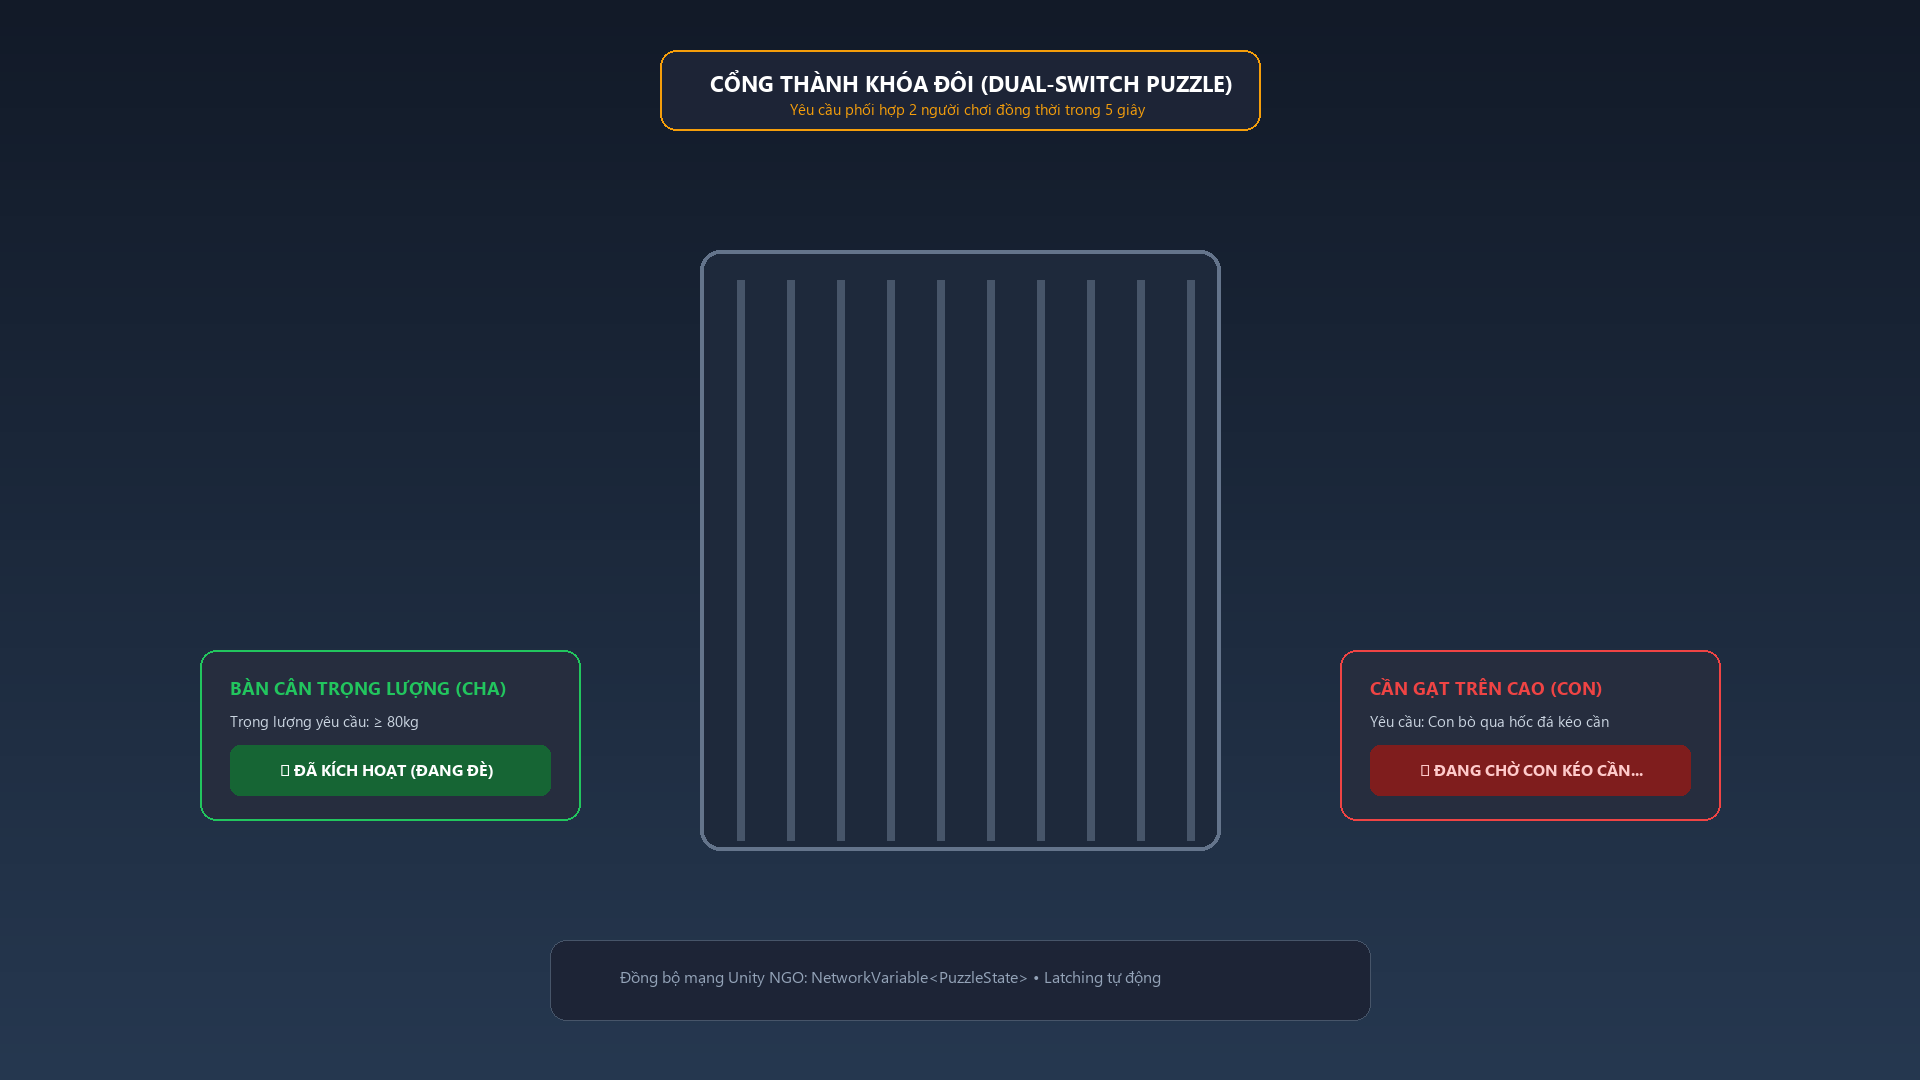 CỔNG THÀNH KHÓA ĐÔI (DUAL-SWITCH PUZZLE)
Yêu cầu phối hợp 2 người chơi đồng thời trong 5 giây
BÀN CÂN TRỌNG LƯỢNG (CHA)
Trọng lượng yêu cầu: ≥ 80kg
ĐÃ KÍCH HOẠT (ĐANG ĐÈ)
CẦN GẠT TRÊN CAO (CON)
Yêu cầu: Con bò qua hốc đá kéo cần
ĐANG CHỜ CON KÉO CẦN...
Đồng bộ mạng Unity NGO: NetworkVariable<PuzzleState> • Latching tự động